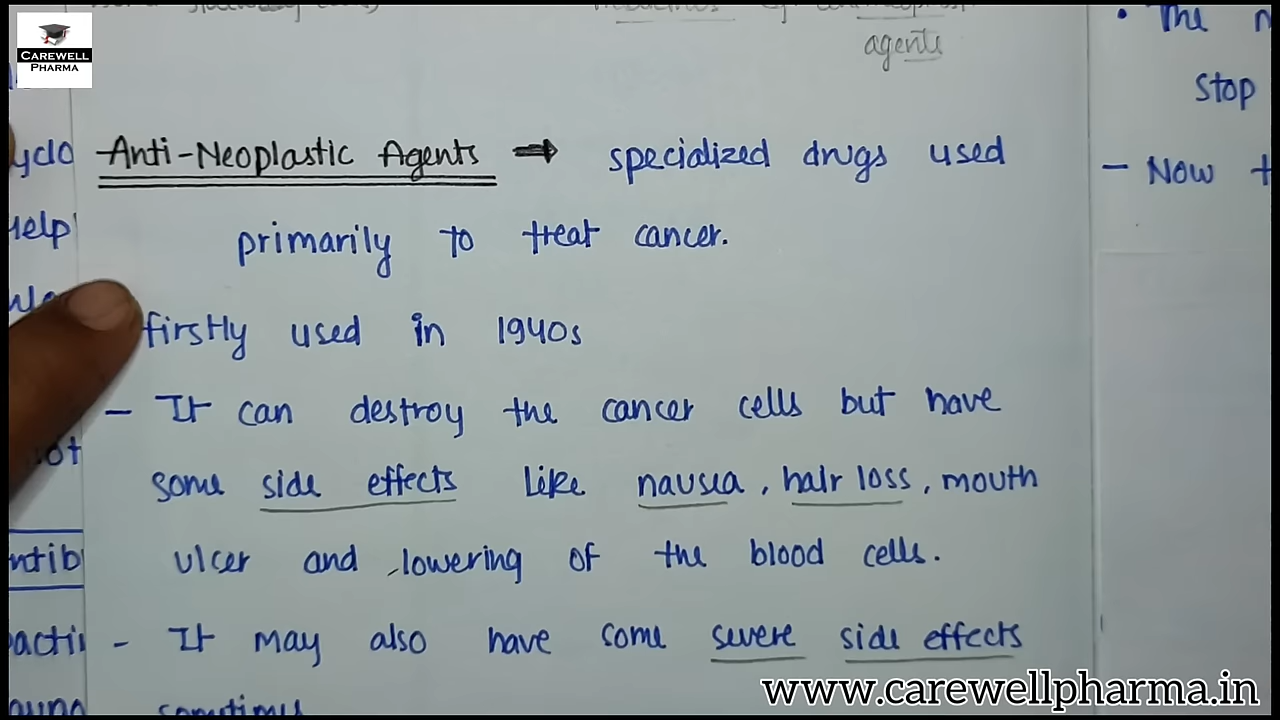 CAREWELL
PHARMA
agents
• The
Stop
Anti-Neoplastic Agents → specialized drugs used
primarily to treat cancer.
firstly used in 1940s
- It can destroy the cancer cells but have
some side effects like nausea, hair loss, mouth
ulcer and lowering of the blood cells.
- It may also have some severe side effects
sometimes
- Now
www.carewellpharma.in